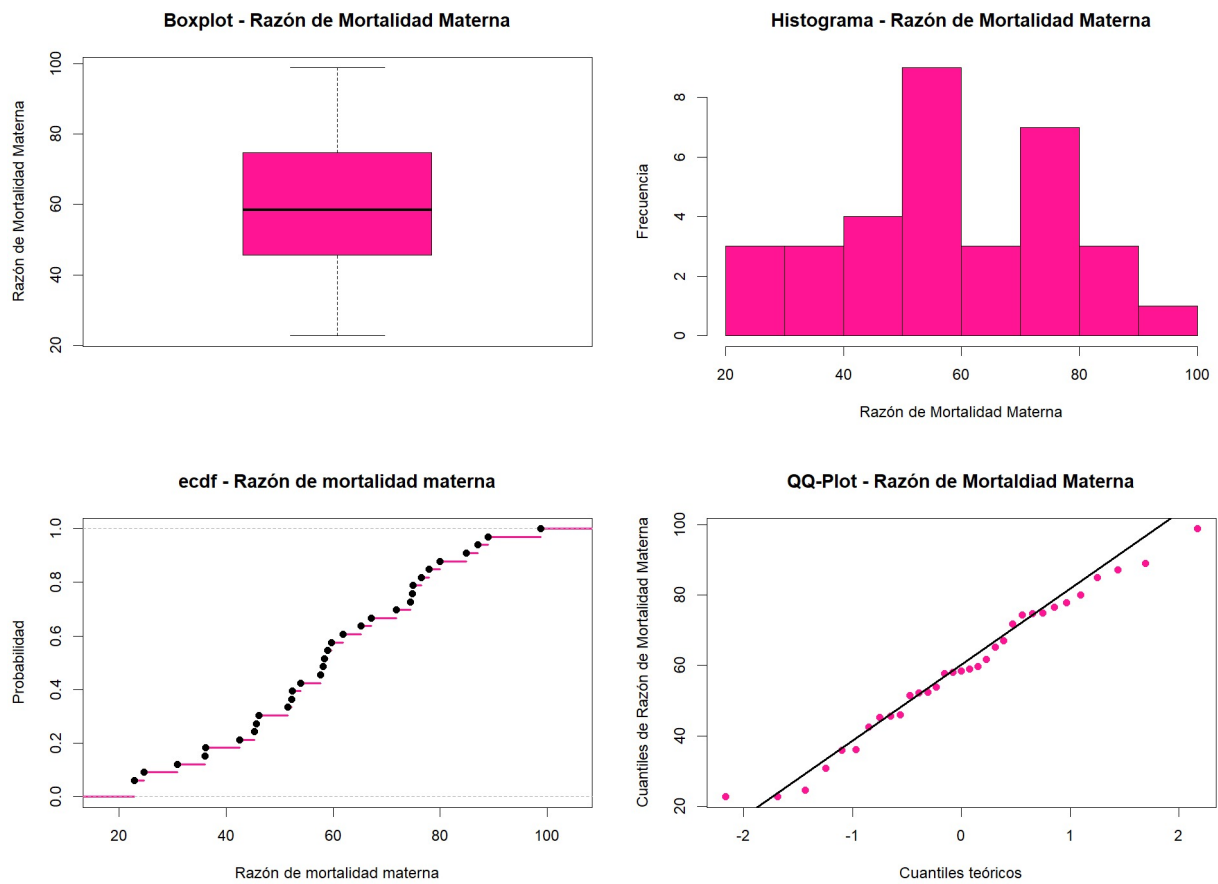 Boxplot - Razón de Mortalidad Materna
Razón de Mortalidad Materna
100
80
60
40
20
Histograma - Razón de Mortalidad Materna
Frecuencia
8
6
4
2
0
20 40 60 80 100
Razón de Mortalidad Materna
ecdf - Razón de mortalidad materna
Probabilidad
1.0
0.8
0.6
0.4
0.2
0.0
20 40 60 80 100
Razón de mortalidad materna
QQ-Plot - Razón de Mortaldiad Materna
Cuantiles de Razón de Mortalidad Materna
100
80
60
40
20
-2 -1 0 1 2
Cuantiles teóricos